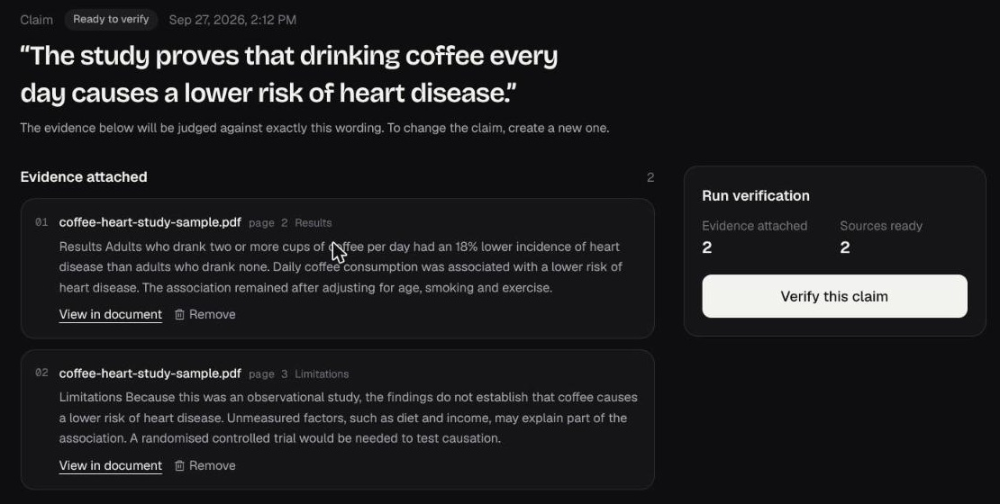 Claim Ready to verify Sep 27, 2026, 2:12 PM
“The study proves that drinking coffee every
day causes a lower risk of heart disease.”
The evidence below will be judged against exactly this wording. To change the claim, create a new one.
Evidence attached 2
01 coffee-heart-study-sample.pdf page 2 Results
Results Adults who drank two or more cups of coffee per day had an 18% lower incidence of heart
disease than adults who drank none. Daily coffee consumption was associated with a lower risk of
heart disease. The association remained after adjusting for age, smoking and exercise.
View in document Remove
02 coffee-heart-study-sample.pdf page 3 Limitations
Limitations Because this was an observational study, the findings do not establish that coffee causes
a lower risk of heart disease. Unmeasured factors, such as diet and income, may explain part of the
association. A randomised controlled trial would be needed to test causation.
View in document Remove
Run verification
Evidence attached Sources ready
2 2
Verify this claim